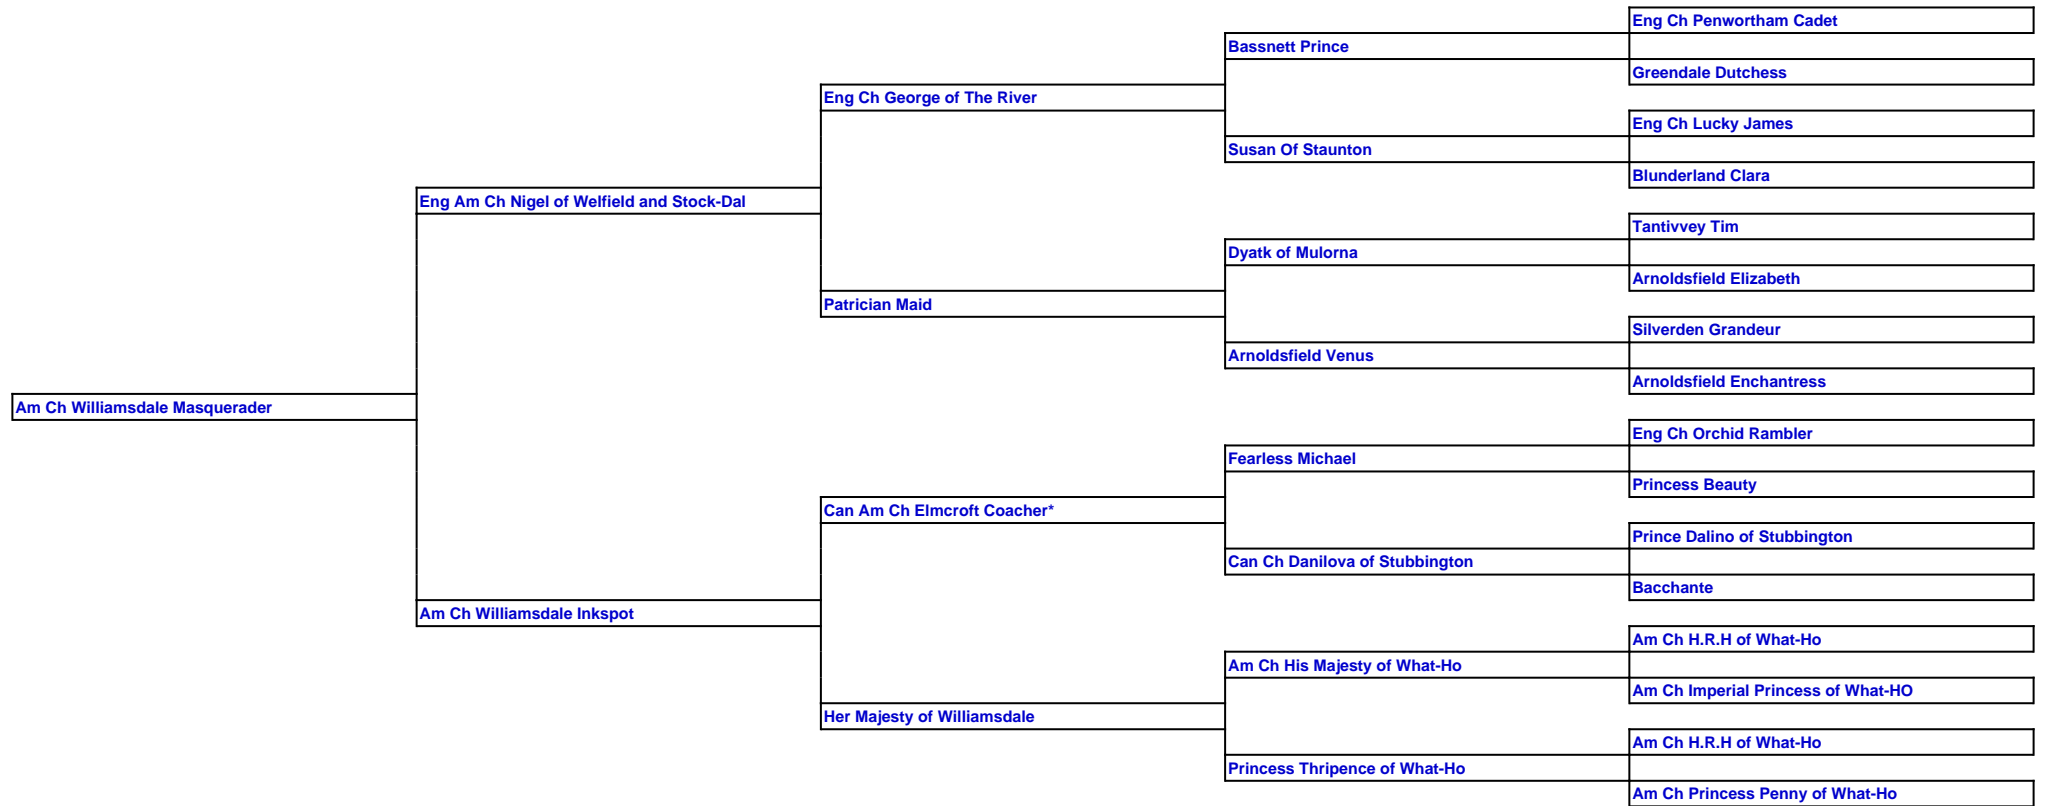 Eng Ch Penwortham Cadet
Bassnett Prince
Greendale Dutchess
Eng Ch George of The River
Eng Ch Lucky James
Susan Of Staunton
Blunderland Clara
Eng Am Ch Nigel of Welfield and Stock-Dal
Tantivvey Tim
Dyatk of Mulorna
Arnoldsfield Elizabeth
Patrician Maid
Silverden Grandeur
Arnoldsfield Venus
Arnoldsfield Enchantress
Am Ch Williamsdale Masquerader
Eng Ch Orchid Rambler
Fearless Michael
Princess Beauty
Can Am Ch Elmcroft Coacher*
Prince Dalino of Stubbington
Can Ch Danilova of Stubbington
Bacchante
Am Ch Williamsdale Inkspot
Am Ch H.R.H of What-Ho
Am Ch His Majesty of What-Ho
Am Ch Imperial Princess of What-HO
Her Majesty of Williamsdale
Am Ch H.R.H of What-Ho
Princess Thripence of What-Ho
Am Ch Princess Penny of What-Ho